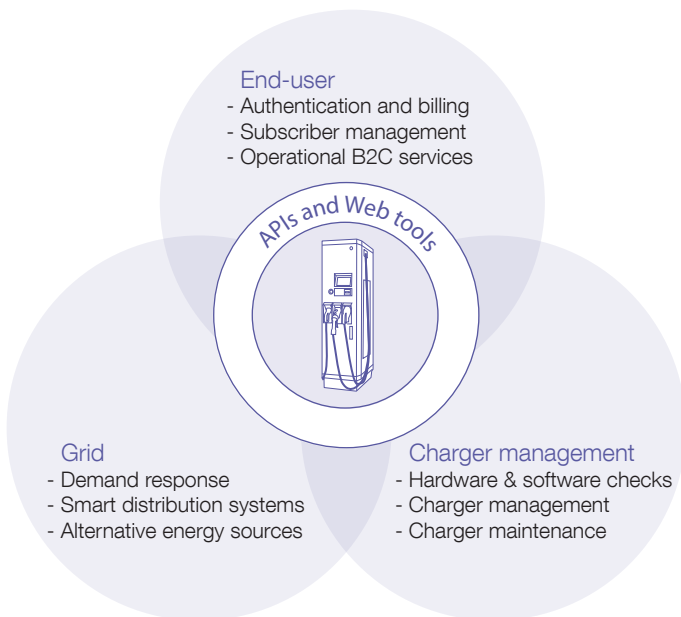 End-user
- Authentication and billing
- Subscriber management
- Operational B2C services
APIs and Web tools
Grid
- Demand response
- Smart distribution systems
- Alternative energy sources
Charger management
- Hardware & software checks
- Charger management
- Charger maintenance